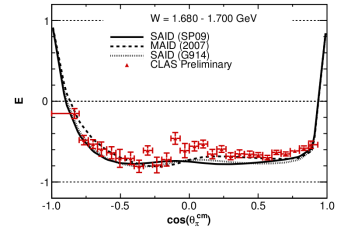 W = 1.680 - 1.700 GeV
SAID (SP09)
MAID (2007)
SAID (G914)
CLAS Preliminary
E
1
0
-1
-1.0
-0.5
0.0
0.5
1.0
cos(θπcm)